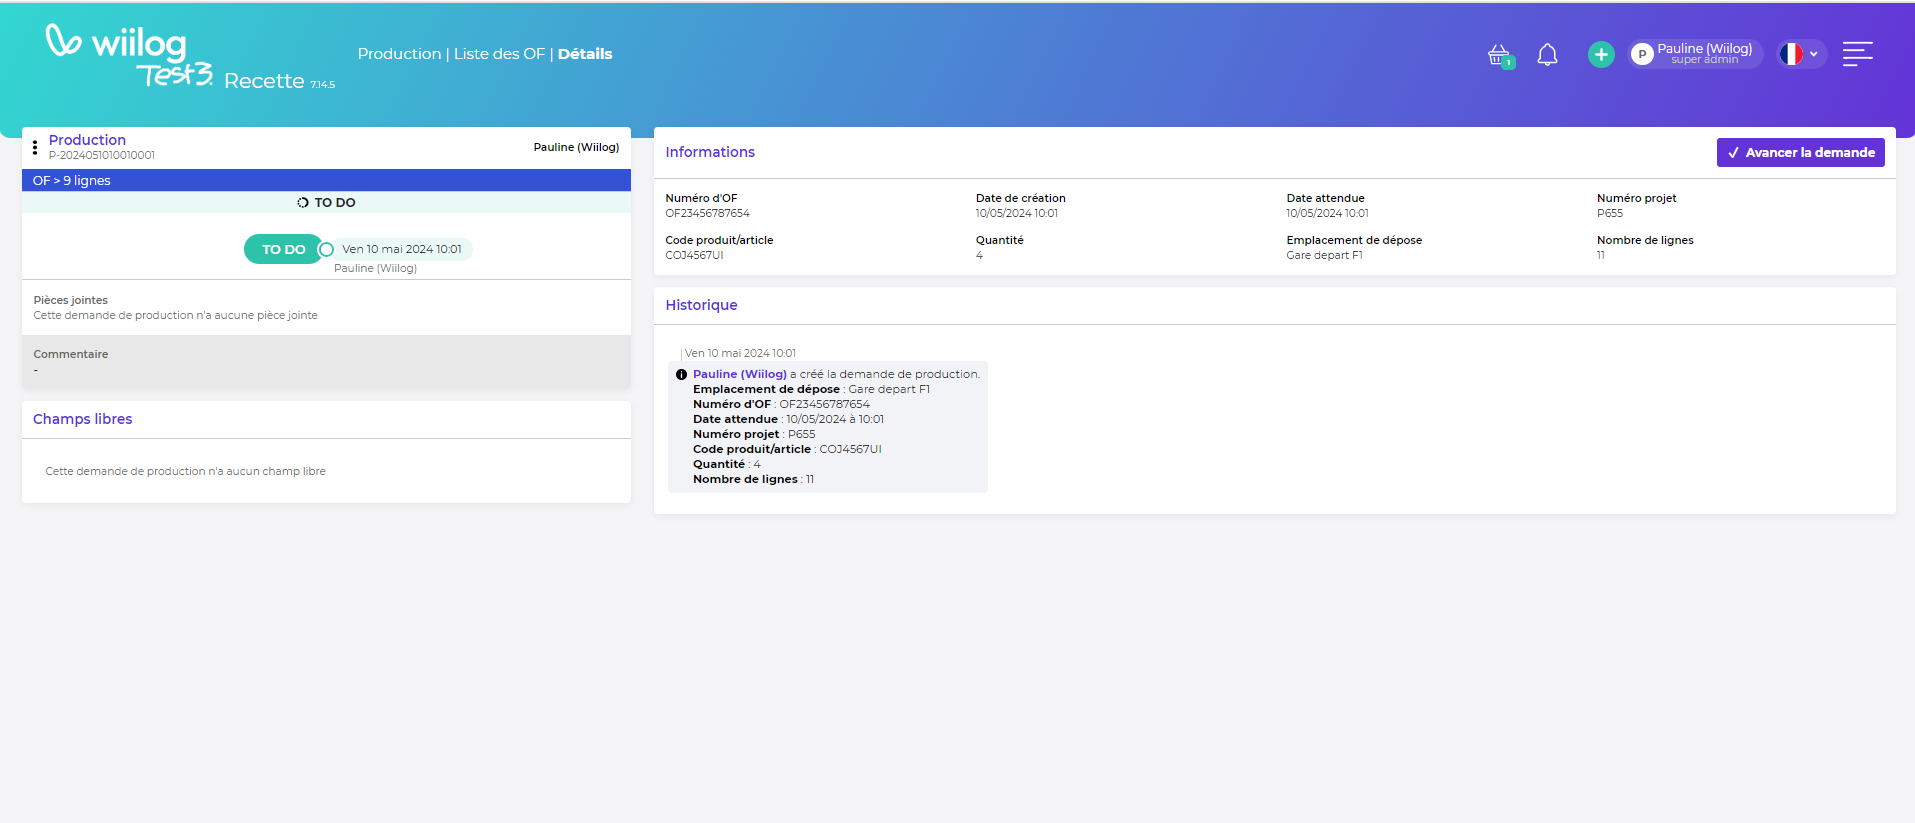 wiilog
Test3.
Recette 7.14.5
Production | Liste des OF | Détails
1
P
Pauline (Wiilog)
super admin
Production
P-2024051010010001
Pauline (Wiilog)
OF > 9 lignes
TO DO
TO DO
Ven 10 mai 2024 10:01
Pauline (Wiilog)
Pièces jointes
Cette demande de production n'a aucune pièce jointe
Commentaire
-
Champs libres
Cette demande de production n'a aucun champ libre
Informations
Avancer la demande
Numéro d'OF
OF23456787654
Date de création
10/05/2024 10:01
Date attendue
10/05/2024 10:01
Numéro projet
P655
Code produit/article
COJ4567UI
Quantité
4
Emplacement de dépose
Gare depart F1
Nombre de lignes
11
Historique
Ven 10 mai 2024 10:01
Pauline (Wiilog) a créé la demande de production.
Emplacement de dépose : Gare depart F1
Numéro d'OF : OF23456787654
Date attendue : 10/05/2024 à 10:01
Numéro projet : P655
Code produit/article : COJ4567UI
Quantité : 4
Nombre de lignes : 11